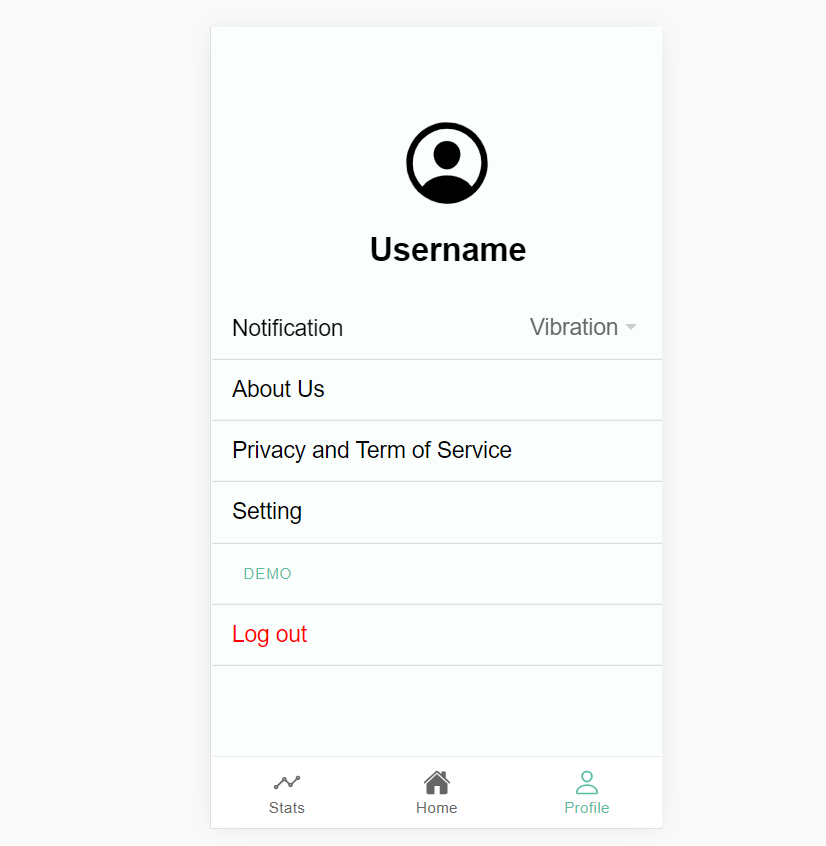 Username
Notification Vibration
About Us
Privacy and Term of Service
Setting
DEMO
Log out
Stats Home Profile